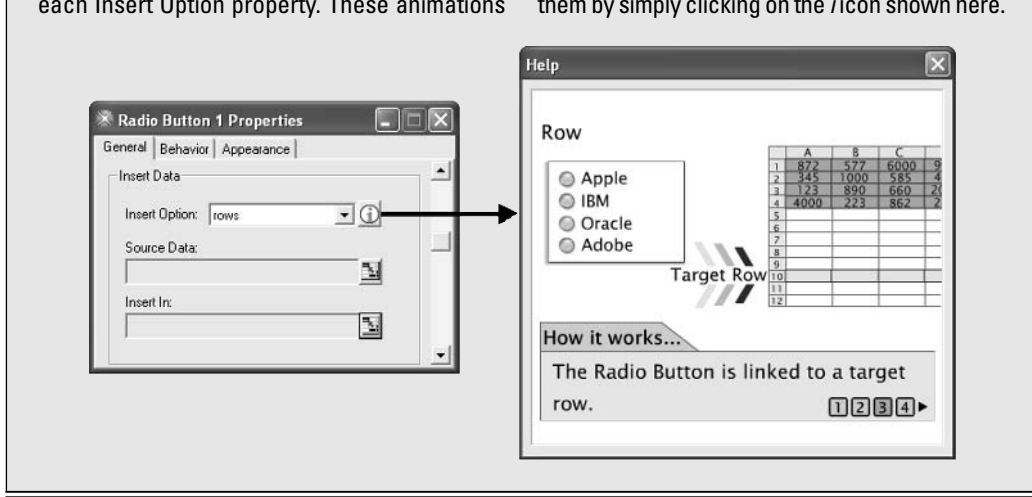 each Insert Option property. These animations
them by simply clicking on the i icon shown here.
Radio Button 1 Properties
General Behavior Appearance
Insert Data
Insert Option: rows
Source Data:
Insert In:
Help
Row
Apple
IBM
Oracle
Adobe
Target Row
A B C
1 872 577 6000 9
2 345 1000 585 4
3 123 890 660 20
4 4000 223 862 2
5
6
7
8
9
10
11
12
How it works...
The Radio Button is linked to a target
row.
1 2 3 4